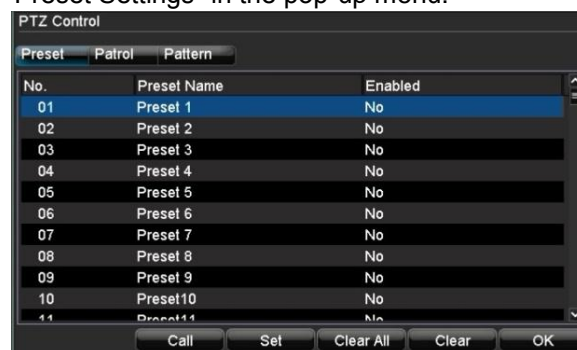 Preset Settings" in the pop-up menu.
PTZ Control
Preset Patrol Pattern
No. Preset Name Enabled
01 Preset 1 No
02 Preset 2 No
03 Preset 3 No
04 Preset 4 No
05 Preset 5 No
06 Preset 6 No
07 Preset 7 No
08 Preset 8 No
09 Preset 9 No
10 Preset10 No
11 Preset11 No
Call Set Clear All Clear OK